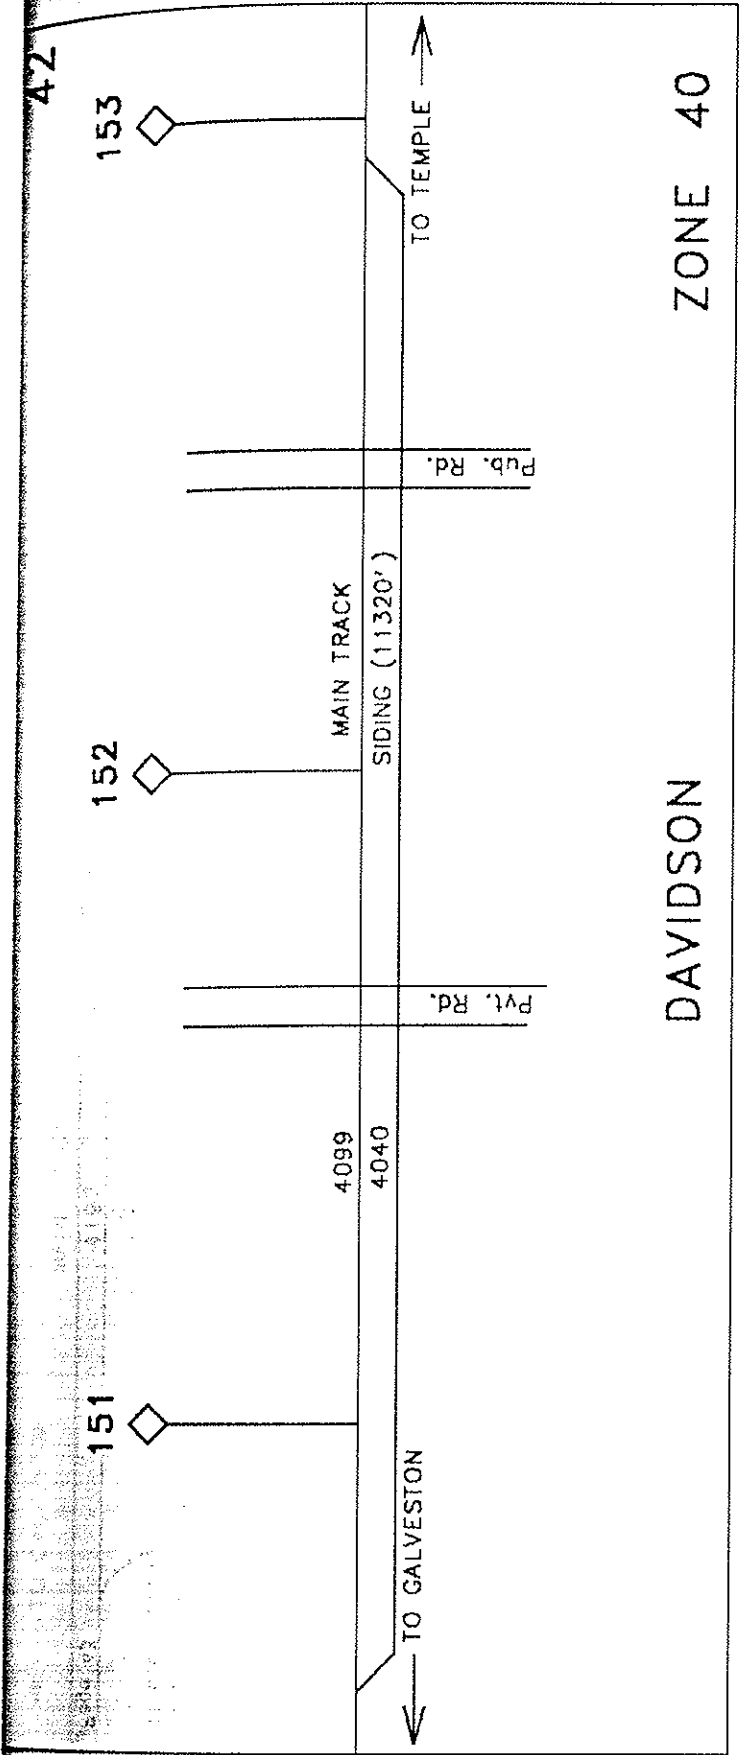 42
151
152
153
MAIN TRACK
SIDING (11320')
4099
4040
Pvt. Rd.
Pub. Rd.
TO GALVESTON
TO TEMPLE
DAVIDSON
ZONE 40